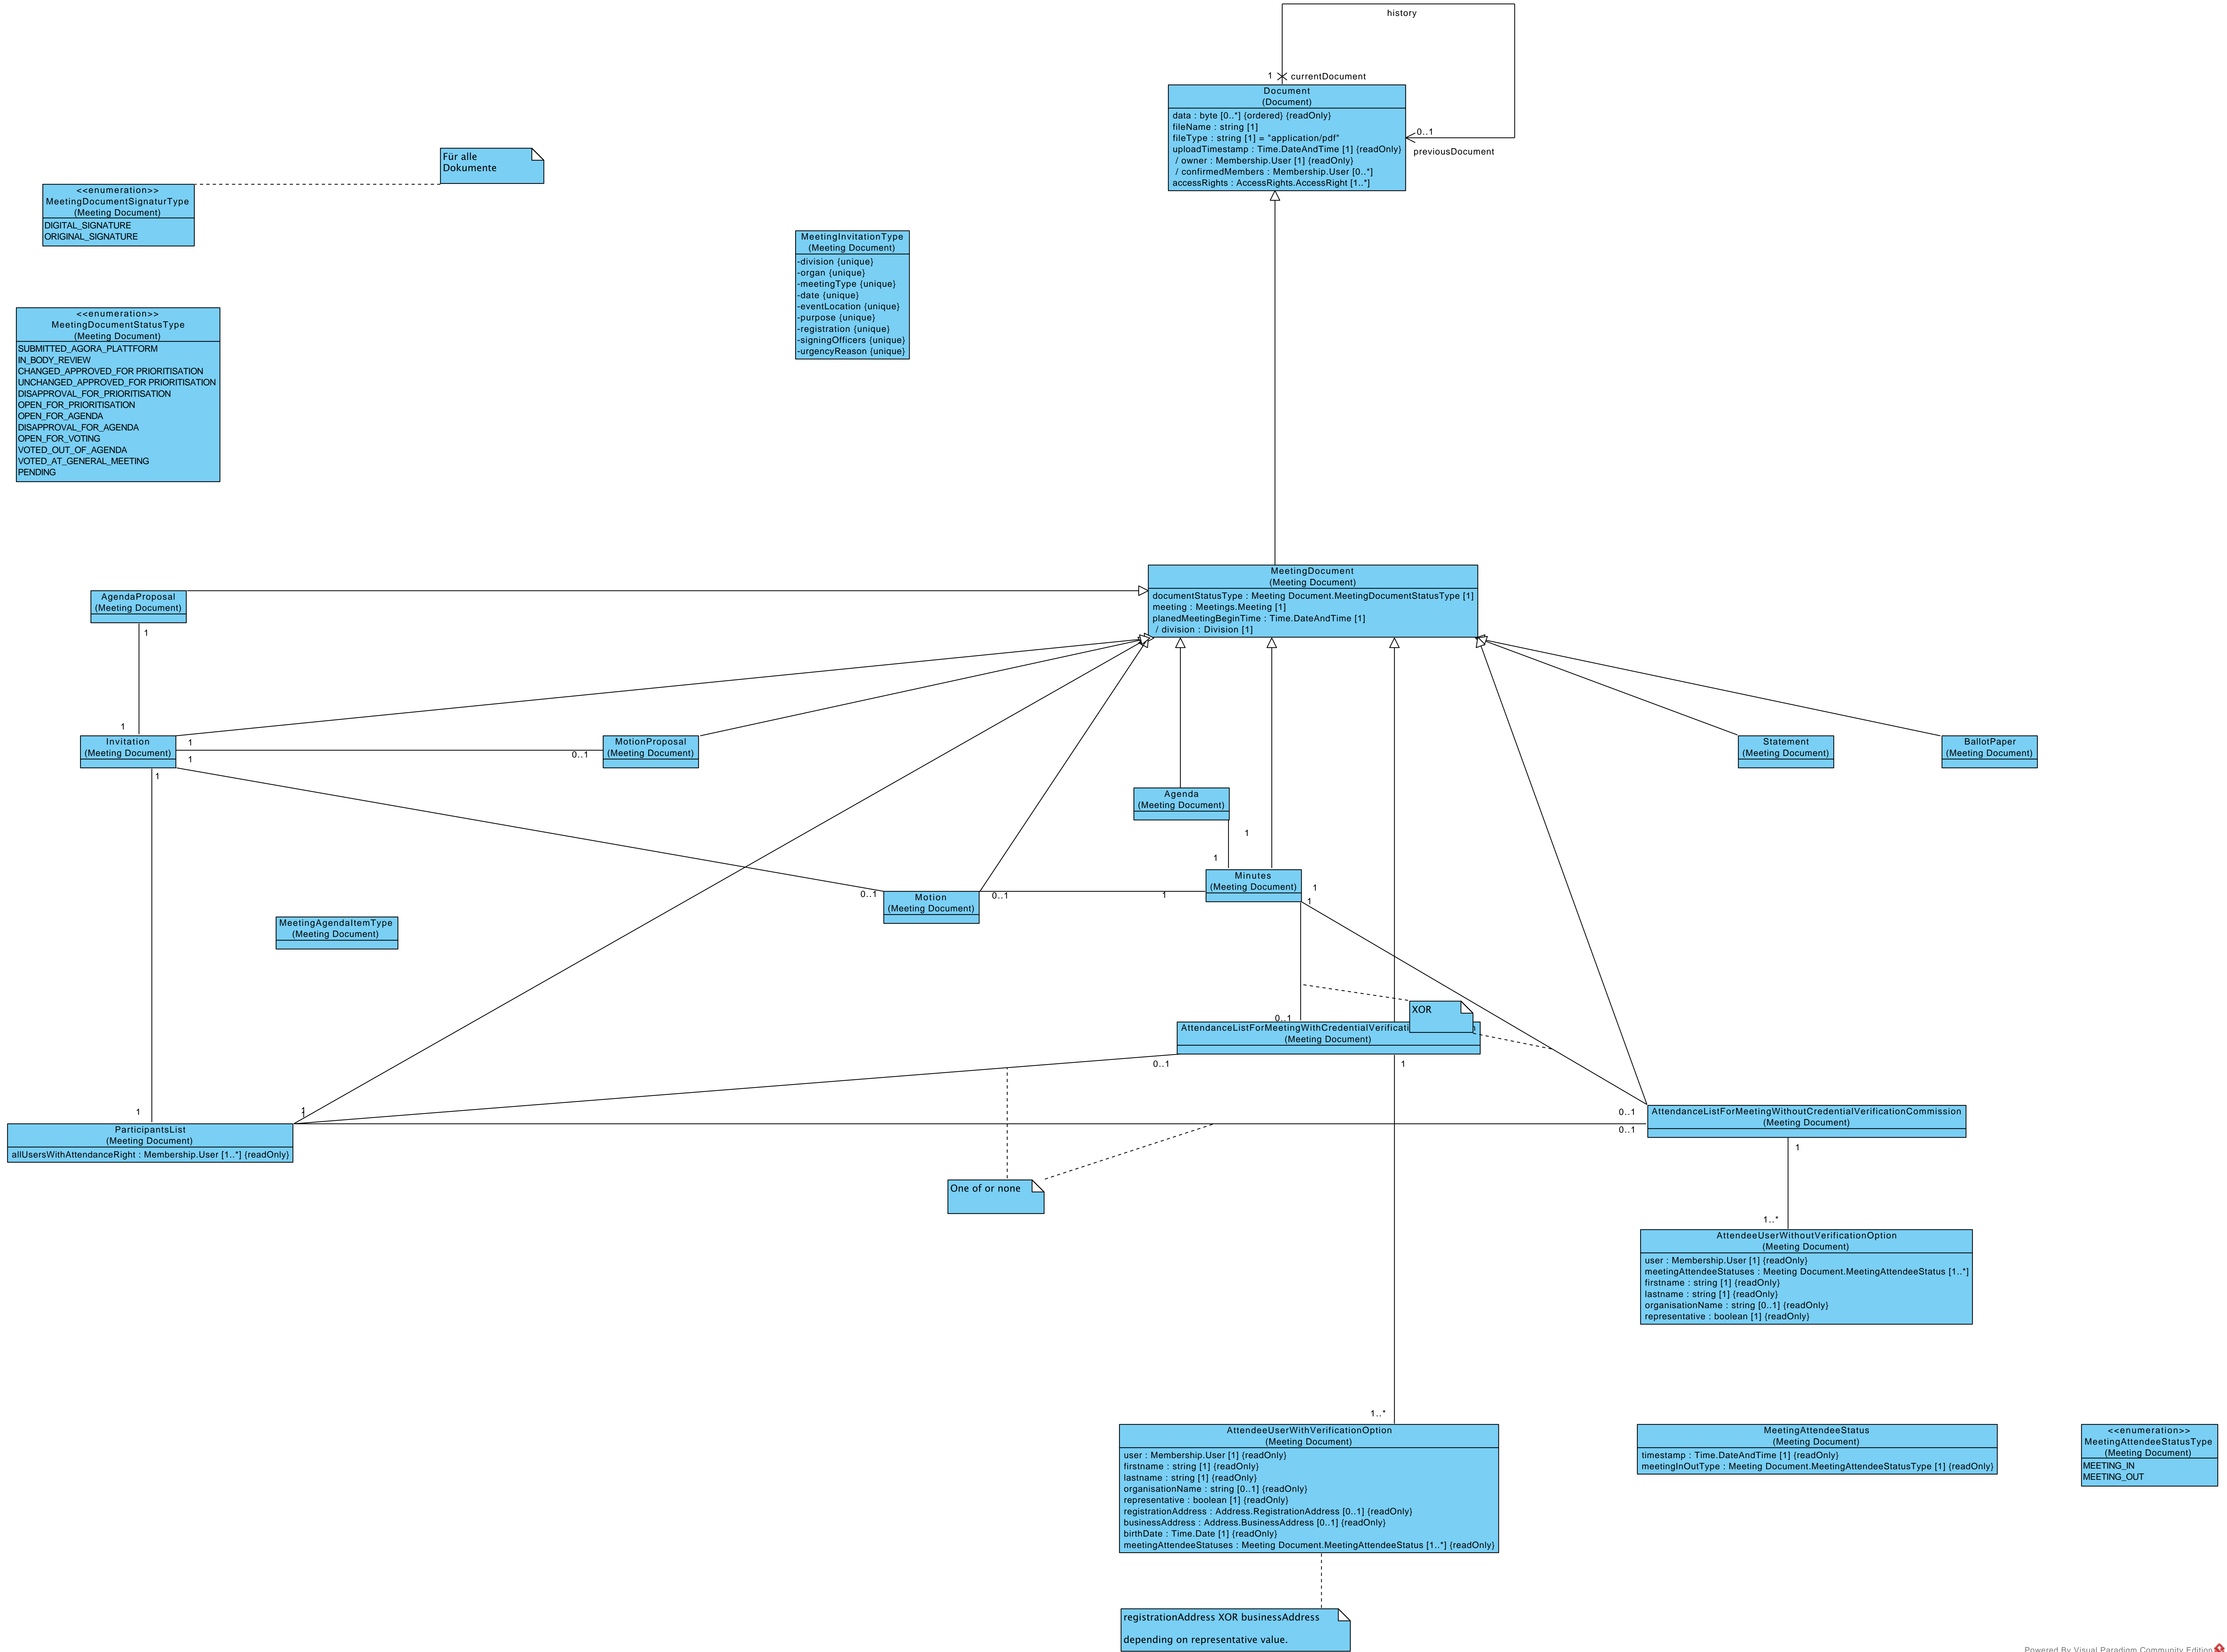 history
1
currentDocument
Document
(Document)
data : byte [0..*] {ordered} {readOnly}
fileName : string [1]
fileType : string [1] = "application/pdf"
uploadTimestamp : Time.DateAndTime [1] {readOnly}
/ owner : Membership.User [1] {readOnly}
/ confirmedMembers : Membership.User [0..*]
accessRights : AccessRights.AccessRight [1..*]
0..1
previousDocument
Für alle
Dokumente
<<enumeration>>
MeetingDocumentSignaturType
(Meeting Document)
DIGITAL_SIGNATURE
ORIGINAL_SIGNATURE
MeetingInvitationType
(Meeting Document)
-division {unique}
-organ {unique}
-meetingType {unique}
-date {unique}
-eventLocation {unique}
-purpose {unique}
-registration {unique}
-signingOfficers {unique}
-urgencyReason {unique}
<<enumeration>>
MeetingDocumentStatusType
(Meeting Document)
SUBMITTED_AGORA_PLATTFORM
IN_BODY_REVIEW
CHANGED_APPROVED_FOR PRIORITISATION
UNCHANGED_APPROVED_FOR PRIORITISATION
DISAPPROVAL_FOR_PRIORITISATION
OPEN_FOR_PRIORITISATION
OPEN_FOR_AGENDA
DISAPPROVAL_FOR_AGENDA
OPEN_FOR_VOTING
VOTED_OUT_OF_AGENDA
VOTED_AT_GENERAL_MEETING
PENDING
MeetingDocument
(Meeting Document)
documentStatusType : Meeting Document.MeetingDocumentStatusType [1]
meeting : Meetings.Meeting [1]
planedMeetingBeginTime : Time.DateAndTime [1]
/ division : Division [1]
AgendaProposal
(Meeting Document)
1
1
Invitation
(Meeting Document)
1
0..1
1
1
MotionProposal
(Meeting Document)
Statement
(Meeting Document)
BallotPaper
(Meeting Document)
Agenda
(Meeting Document)
1
1
Minutes
(Meeting Document)
1
1
0..1
Motion
(Meeting Document)
0..1
1
MeetingAgendaItemType
(Meeting Document)
XOR
0..1
AttendanceListForMeetingWithCredentialVerificati
(Meeting Document)
0..1
1
1
1
1
ParticipantsList
(Meeting Document)
allUsersWithAttendanceRight : Membership.User [1..*] {readOnly}
0..1
0..1
AttendanceListForMeetingWithoutCredentialVerificationCommission
(Meeting Document)
1
One of or none
1..*
AttendeeUserWithoutVerificationOption
(Meeting Document)
user : Membership.User [1] {readOnly}
meetingAttendeeStatuses : Meeting Document.MeetingAttendeeStatus [1..*]
firstname : string [1] {readOnly}
lastname : string [1] {readOnly}
organisationName : string [0..1] {readOnly}
representative : boolean [1] {readOnly}
1..*
AttendeeUserWithVerificationOption
(Meeting Document)
user : Membership.User [1] {readOnly}
firstname : string [1] {readOnly}
lastname : string [1] {readOnly}
organisationName : string [0..1] {readOnly}
representative : boolean [1] {readOnly}
registrationAddress : Address.RegistrationAddress [0..1] {readOnly}
businessAddress : Address.BusinessAddress [0..1] {readOnly}
birthDate : Time.Date [1] {readOnly}
meetingAttendeeStatuses : Meeting Document.MeetingAttendeeStatus [1..*] {readOnly}
MeetingAttendeeStatus
(Meeting Document)
timestamp : Time.DateAndTime [1] {readOnly}
meetingInOutType : Meeting Document.MeetingAttendeeStatusType [1] {readOnly}
<<enumeration>>
MeetingAttendeeStatusType
(Meeting Document)
MEETING_IN
MEETING_OUT
registrationAddress XOR businessAddress
depending on representative value.
Powered By Visual Paradigm Community Edition